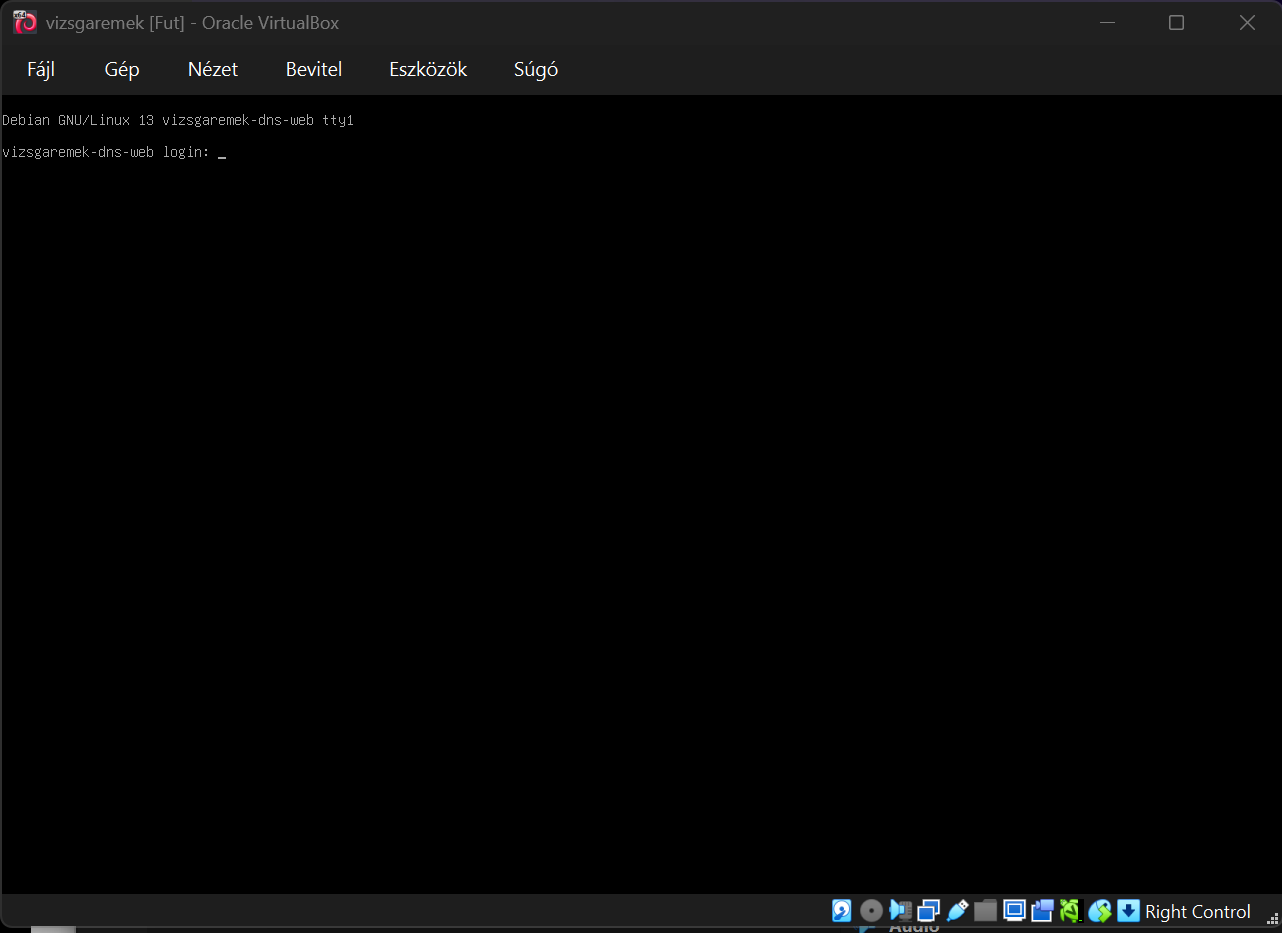 vizsgaremek [Fut] - Oracle VirtualBox
Fájl Gép Nézet Bevitel Eszközök Súgó
Debian GNU/Linux 13 vizsgaremek-dns-web tty1
vizsgaremek-dns-web login: _
Right Control
Audio